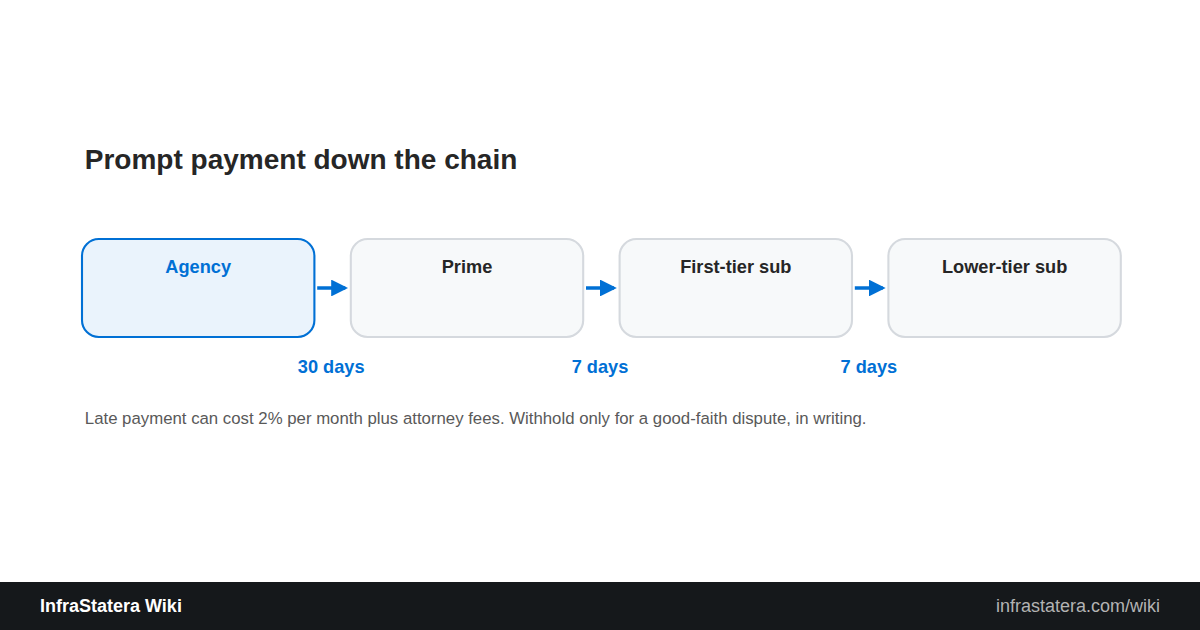 Prompt payment down the chain
Agency
Prime
First-tier sub
Lower-tier sub
30 days
7 days
7 days
Late payment can cost 2% per month plus attorney fees. Withhold only for a good-faith dispute, in writing.
InfraStatera Wiki
infrastatera.com/wiki